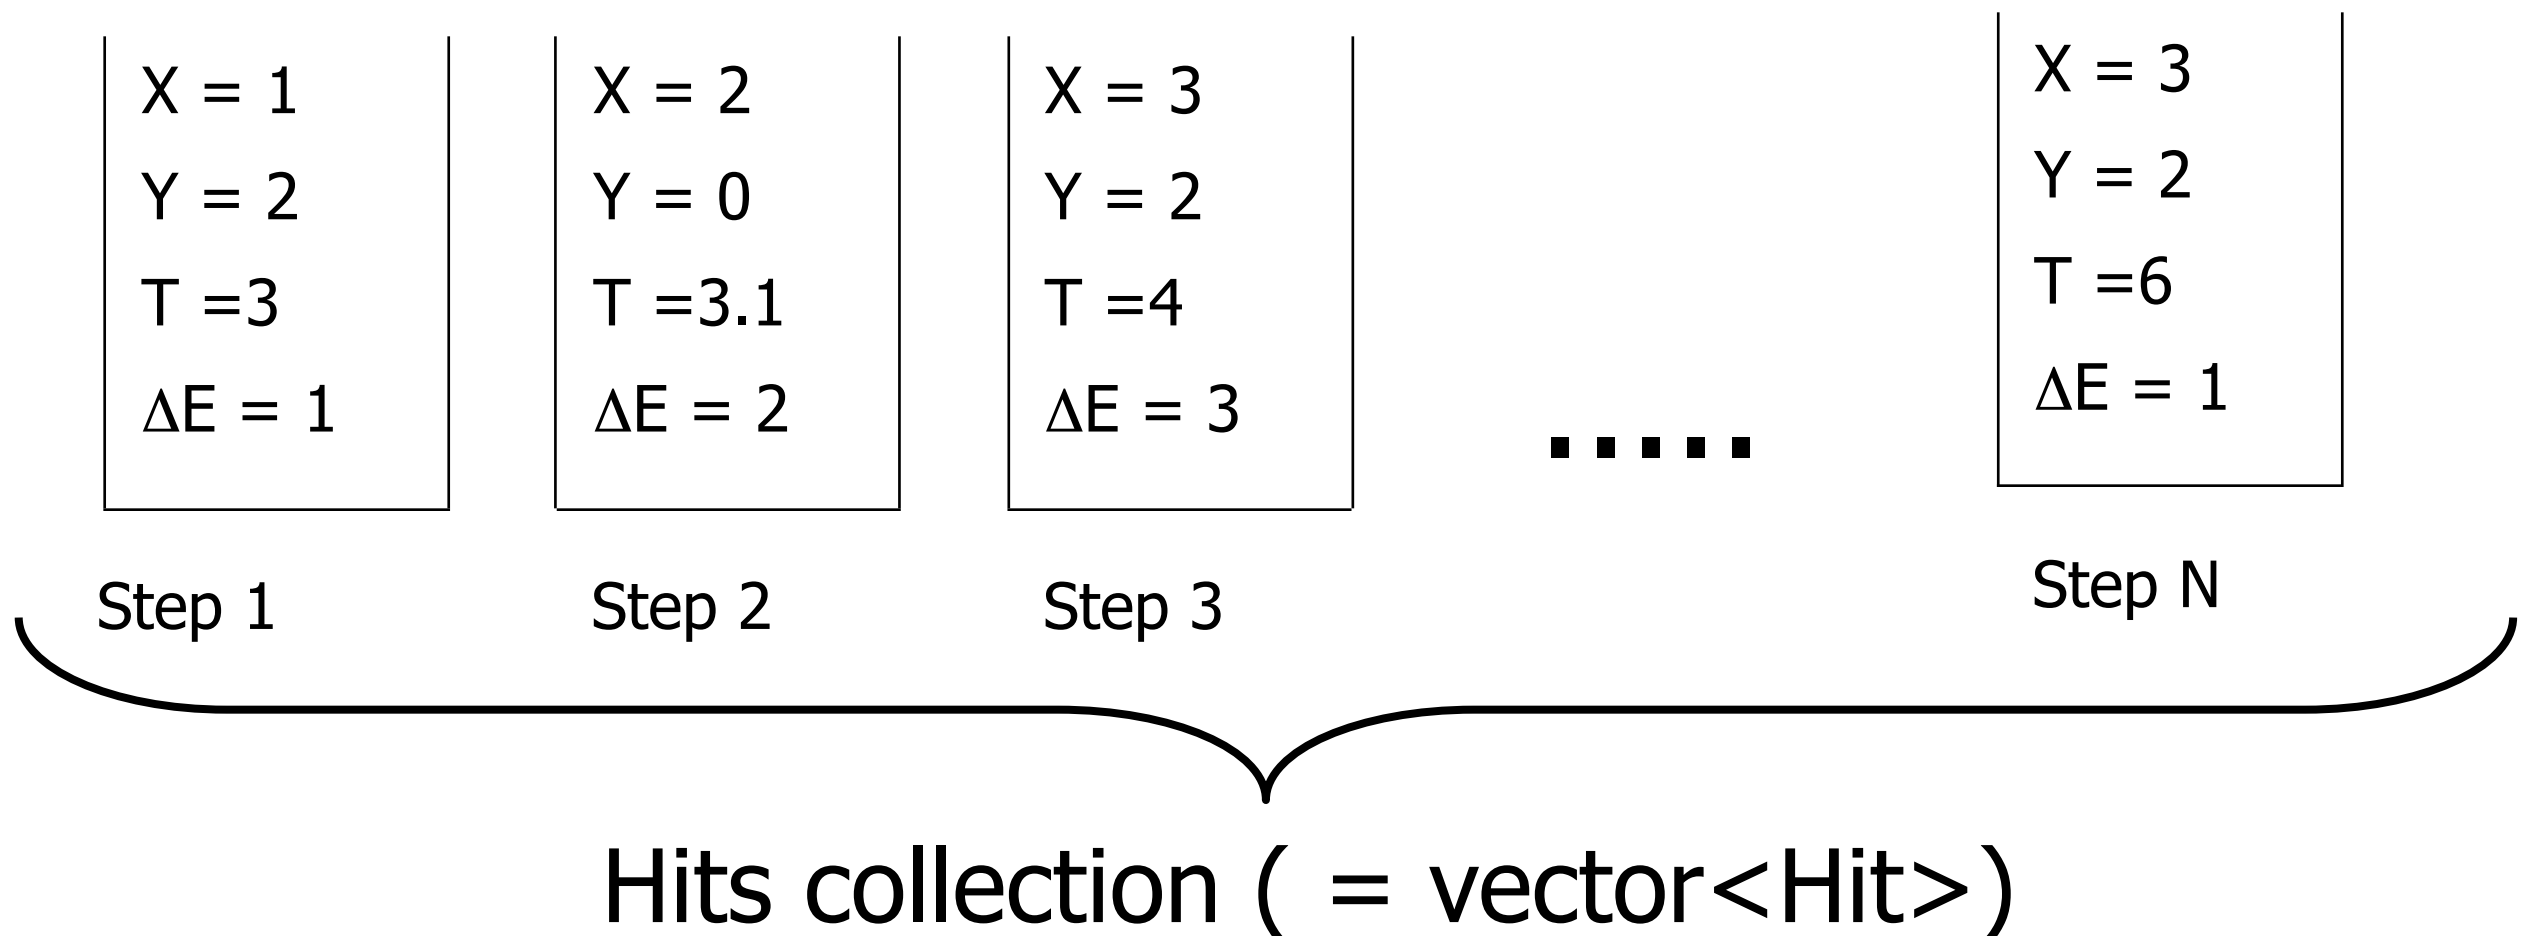 X = 1
Y = 2
T =3
ΔE = 1
Step 1
X = 2
Y = 0
T =3.1
ΔE = 2
Step 2
X = 3
Y = 2
T =4
ΔE = 3
Step 3
.....
X = 3
Y = 2
T =6
ΔE = 1
Step N
Hits collection ( = vector<Hit>)